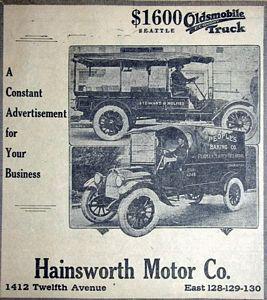 $1600 Oldsmobile
SEATTLE Truck
A
Constant
Advertisement
for
Your
Business
STEWART & HOLMES
PEOPLES
BAKING CO.
Hainsworth Motor Co.
1412 Twelfth Avenue East 128-129-130